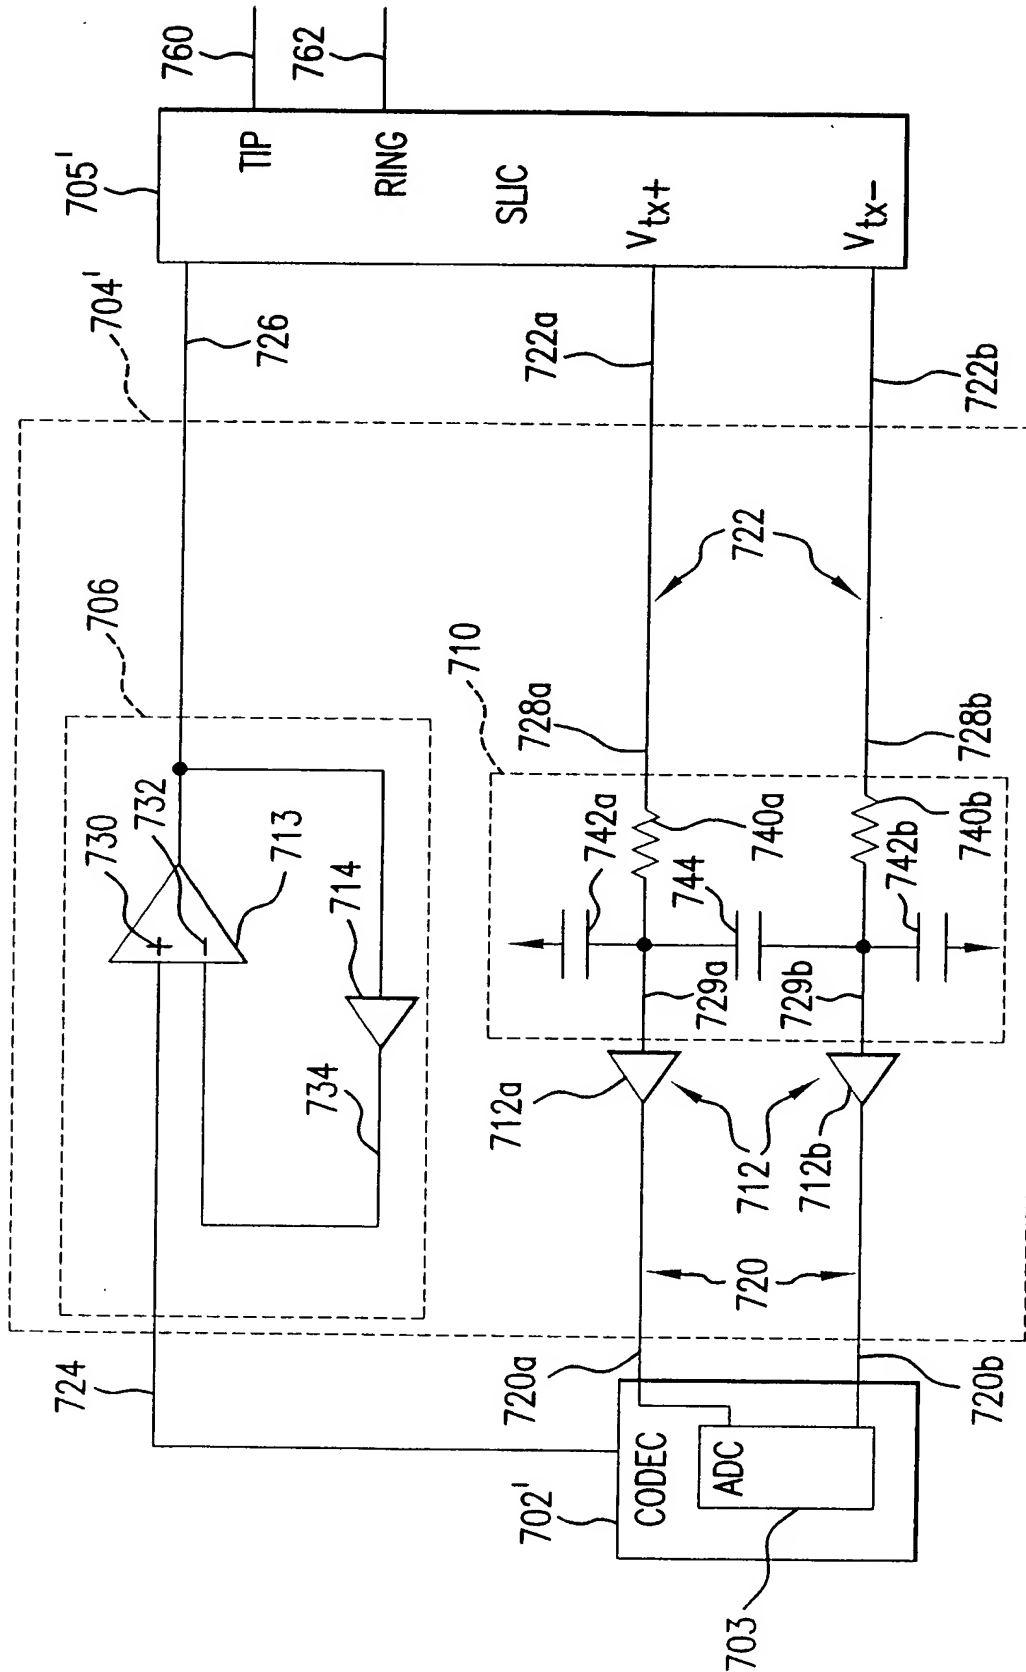 705'
760
TIP
762
RING
SLIC
Vtx+
Vtx-
704'
726
722a
722b
722
706
710
728a
728b
730
732
713
714
734
742a
740a
744
742b
740b
729a
729b
712a
712
712b
720
724
720a
720b
702'
CODEC
ADC
703
+
−